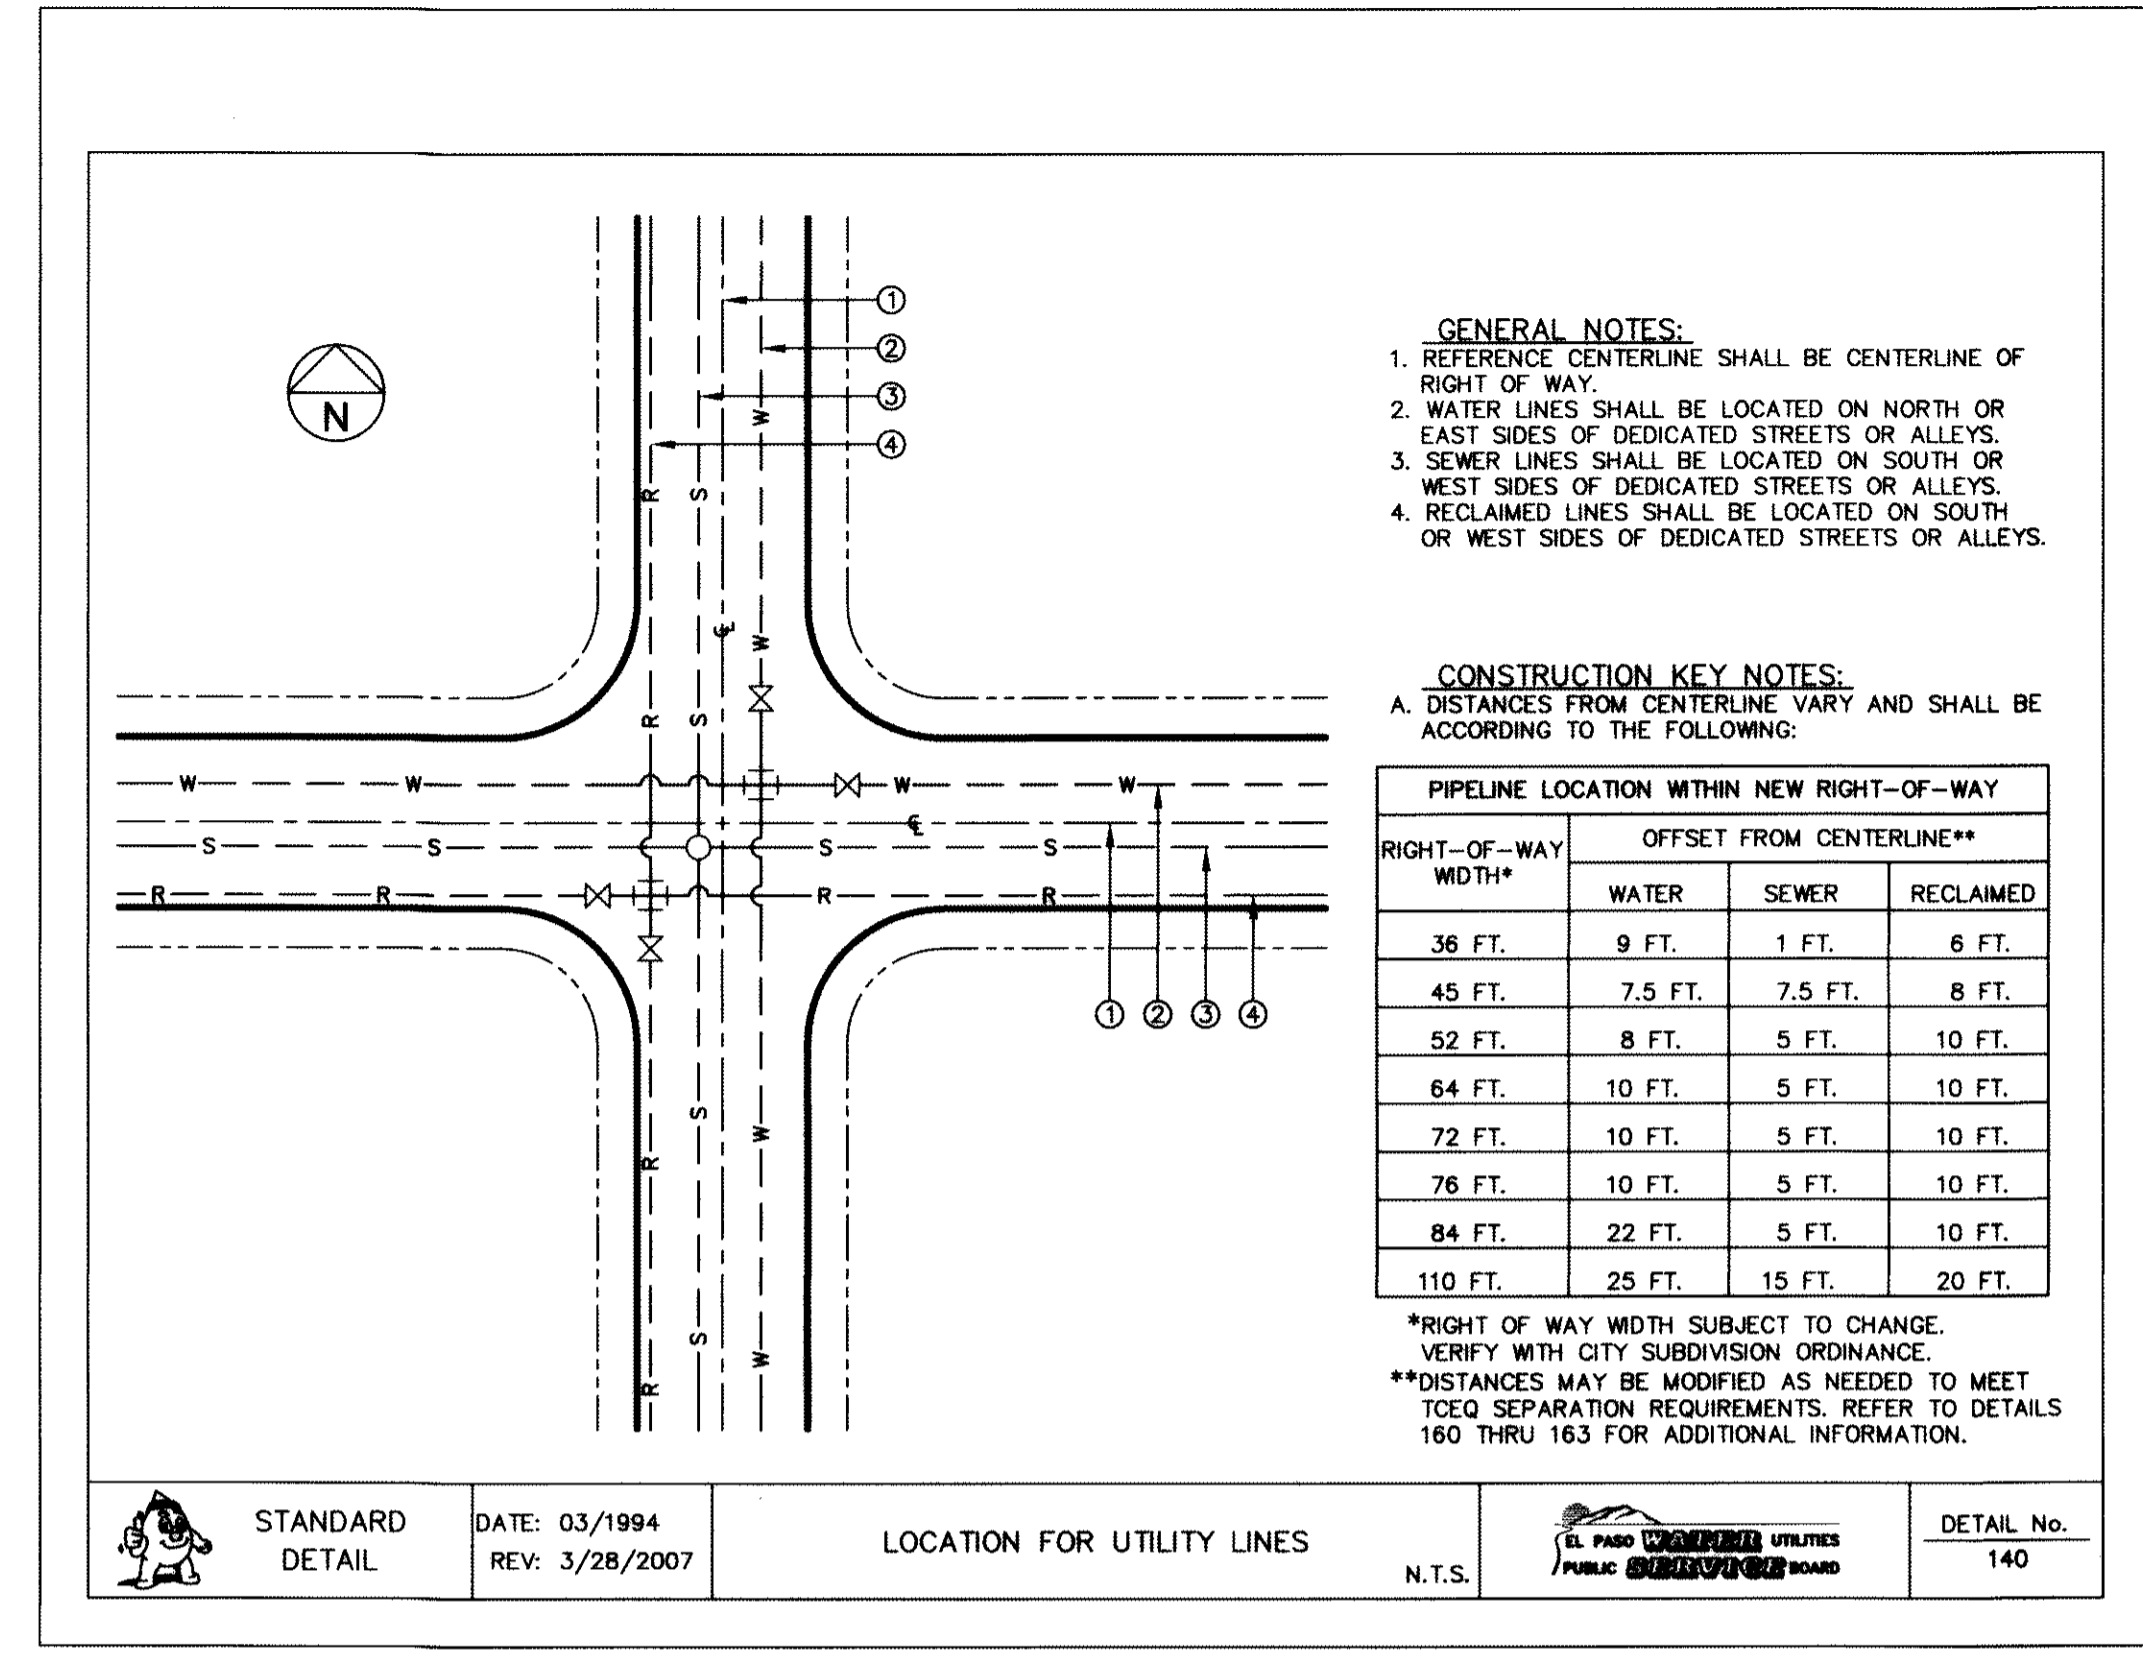 N
1
2
3
4
W
R
S
℄
W
R
S
W
W
W
W
℄
S
S
S
S
R
R
R
R
1
2
3
4
S
W
R
S
W
R
GENERAL NOTES:
1. REFERENCE CENTERLINE SHALL BE CENTERLINE OF
RIGHT OF WAY.
2. WATER LINES SHALL BE LOCATED ON NORTH OR
EAST SIDES OF DEDICATED STREETS OR ALLEYS.
3. SEWER LINES SHALL BE LOCATED ON SOUTH OR
WEST SIDES OF DEDICATED STREETS OR ALLEYS.
4. RECLAIMED LINES SHALL BE LOCATED ON SOUTH
OR WEST SIDES OF DEDICATED STREETS OR ALLEYS.
CONSTRUCTION KEY NOTES:
A. DISTANCES FROM CENTERLINE VARY AND SHALL BE
ACCORDING TO THE FOLLOWING:
PIPELINE LOCATION WITHIN NEW RIGHT-OF-WAY
RIGHT-OF-WAY
WIDTH*
OFFSET FROM CENTERLINE**
WATER SEWER RECLAIMED
36 FT. 9 FT. 1 FT. 6 FT.
45 FT. 7.5 FT. 7.5 FT. 8 FT.
52 FT. 8 FT. 5 FT. 10 FT.
64 FT. 10 FT. 5 FT. 10 FT.
72 FT. 10 FT. 5 FT. 10 FT.
76 FT. 10 FT. 5 FT. 10 FT.
84 FT. 22 FT. 5 FT. 10 FT.
110 FT. 25 FT. 15 FT. 20 FT.
*RIGHT OF WAY WIDTH SUBJECT TO CHANGE.
VERIFY WITH CITY SUBDIVISION ORDINANCE.
**DISTANCES MAY BE MODIFIED AS NEEDED TO MEET
TCEQ SEPARATION REQUIREMENTS. REFER TO DETAILS
160 THRU 163 FOR ADDITIONAL INFORMATION.
STANDARD
DETAIL
DATE: 03/1994
REV: 3/28/2007
LOCATION FOR UTILITY LINES
N.T.S.
EL PASO WATER UTILITIES
PUBLIC SERVICE BOARD
DETAIL No.
140